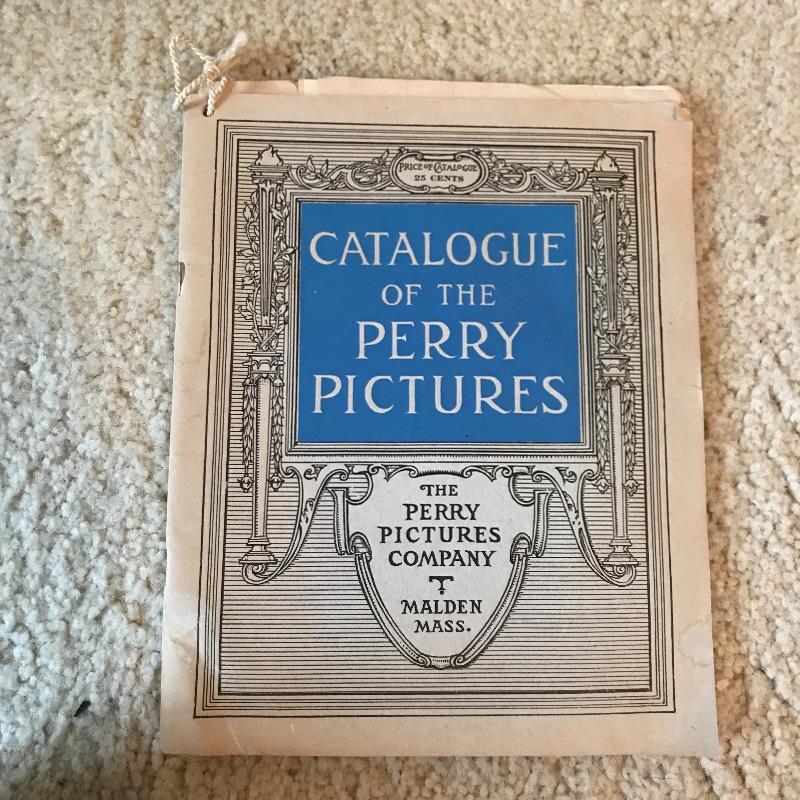 PRICE OF CATALOGUE
25 CENTS
CATALOGUE
OF THE
PERRY
PICTURES
THE
PERRY
PICTURES
COMPANY
MALDEN
MASS.